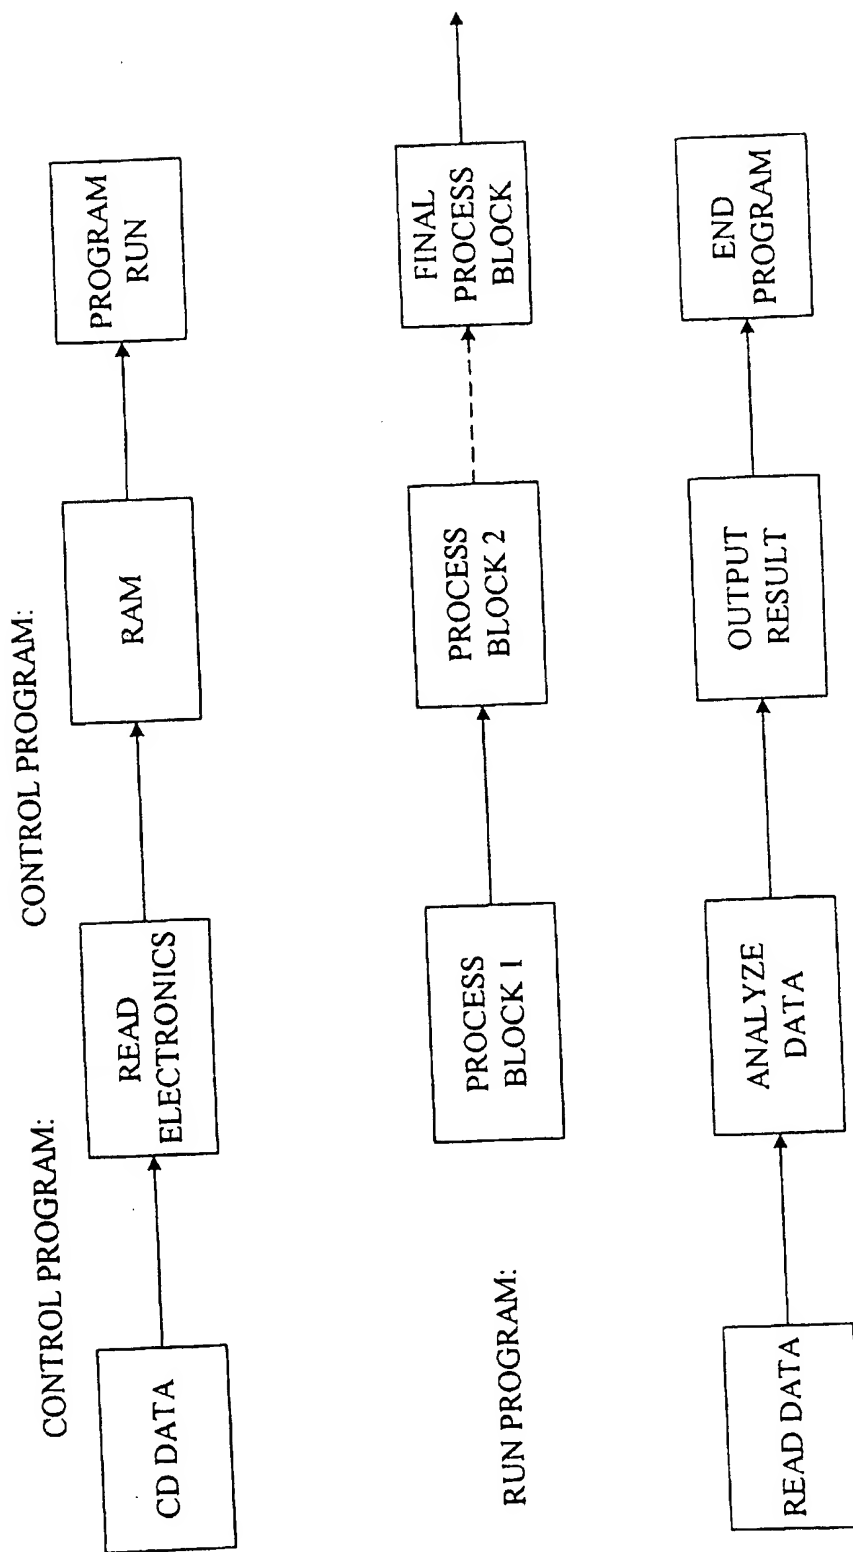 CONTROL PROGRAM:
CONTROL PROGRAM:
CD DATA
READ
ELECTRONICS
RAM
PROGRAM
RUN
RUN PROGRAM:
PROCESS
BLOCK 1
PROCESS
BLOCK 2
FINAL
PROCESS
BLOCK
READ DATA
ANALYZE
DATA
OUTPUT
RESULT
END
PROGRAM